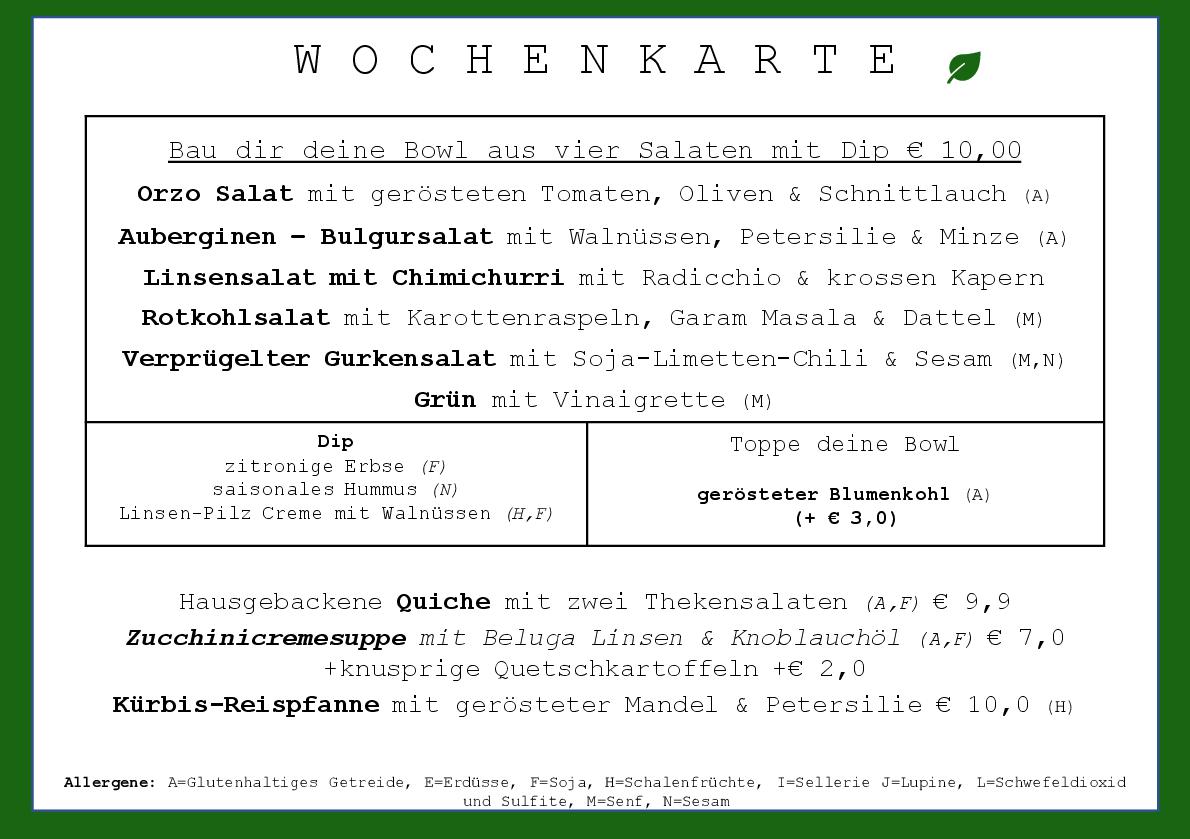 WOCHENKARTE
Bau dir deine Bowl aus vier Salaten mit Dip € 10,00
Orzo Salat mit gerösteten Tomaten, Oliven & Schnittlauch (A)
Auberginen – Bulgursalat mit Walnüssen, Petersilie & Minze (A)
Linsensalat mit Chimichurri mit Radicchio & krossen Kapern
Rotkohlsalat mit Karottenraspeln, Garam Masala & Dattel (M)
Verprügelter Gurkensalat mit Soja-Limetten-Chili & Sesam (M,N)
Grün mit Vinaigrette (M)
Dip
zitronige Erbse (F)
saisonales Hummus (N)
Linsen-Pilz Creme mit Walnüssen (H,F)
Toppe deine Bowl
gerösteter Blumenkohl (A)
(+ € 3,0)
Hausgebackene Quiche mit zwei Thekensalaten (A,F) € 9,9
Zucchinicremesuppe mit Beluga Linsen & Knoblauchöl (A,F) € 7,0
+knusprige Quetschkartoffeln +€ 2,0
Kürbis-Reispfanne mit gerösteter Mandel & Petersilie € 10,0 (H)
Allergene: A=Glutenhaltiges Getreide, E=Erdüsse, F=Soja, H=Schalenfrüchte, I=Sellerie J=Lupine, L=Schwefeldioxid
und Sulfite, M=Senf, N=Sesam